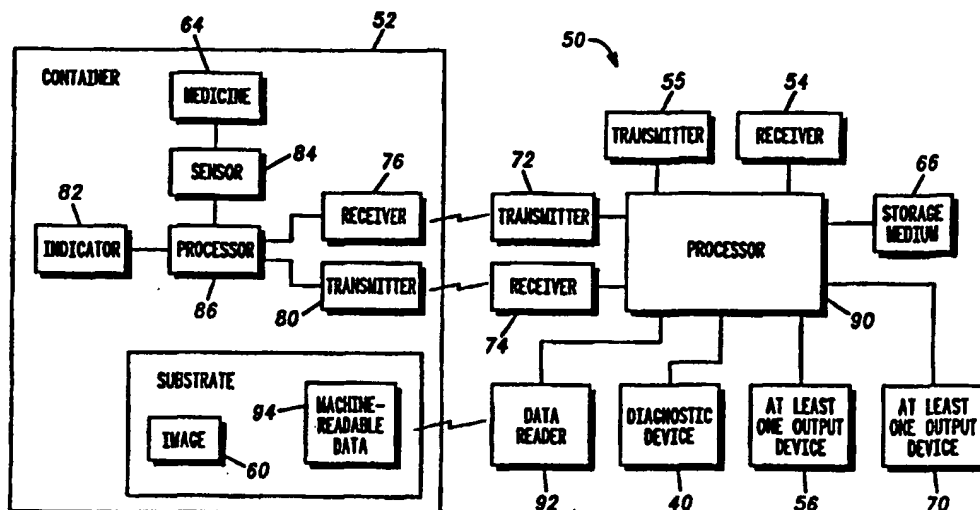 52
64
CONTAINER
MEDICINE
SENSOR
84
76
82
INDICATOR
PROCESSOR
86
RECEIVER
TRANSMITTER
80
SUBSTRATE
94
IMAGE
60
MACHINE-
READABLE
DATA
50
55
54
TRANSMITTER
RECEIVER
72
TRANSMITTER
66
STORAGE
MEDIUM
PROCESSOR
RECEIVER
74
90
DATA
READER
DIAGNOSTIC
DEVICE
AT LEAST
ONE OUTPUT
DEVICE
AT LEAST
ONE OUTPUT
DEVICE
92
40
56
70